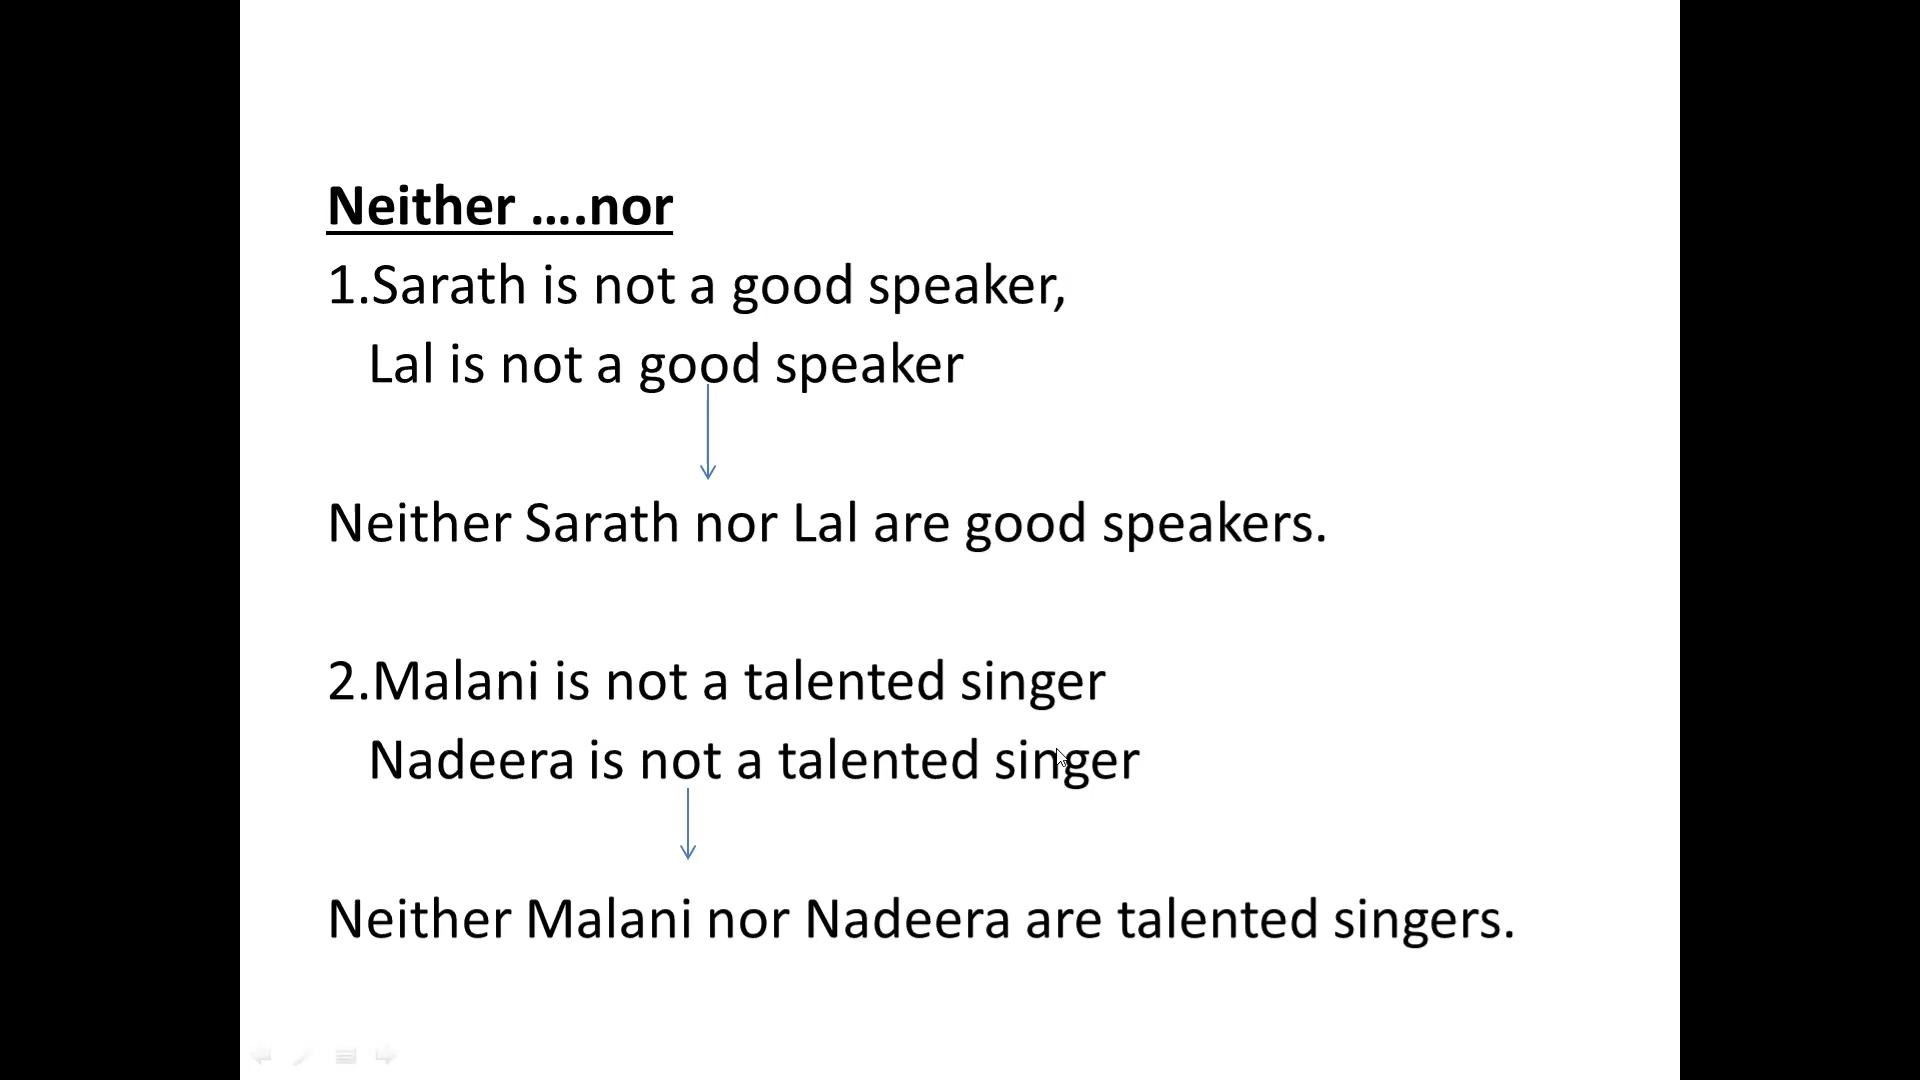 Neither ....nor
1.Sarath is not a good speaker,
Lal is not a good speaker
Neither Sarath nor Lal are good speakers.
2.Malani is not a talented singer
Nadeera is not a talented singer
Neither Malani nor Nadeera are talented singers.